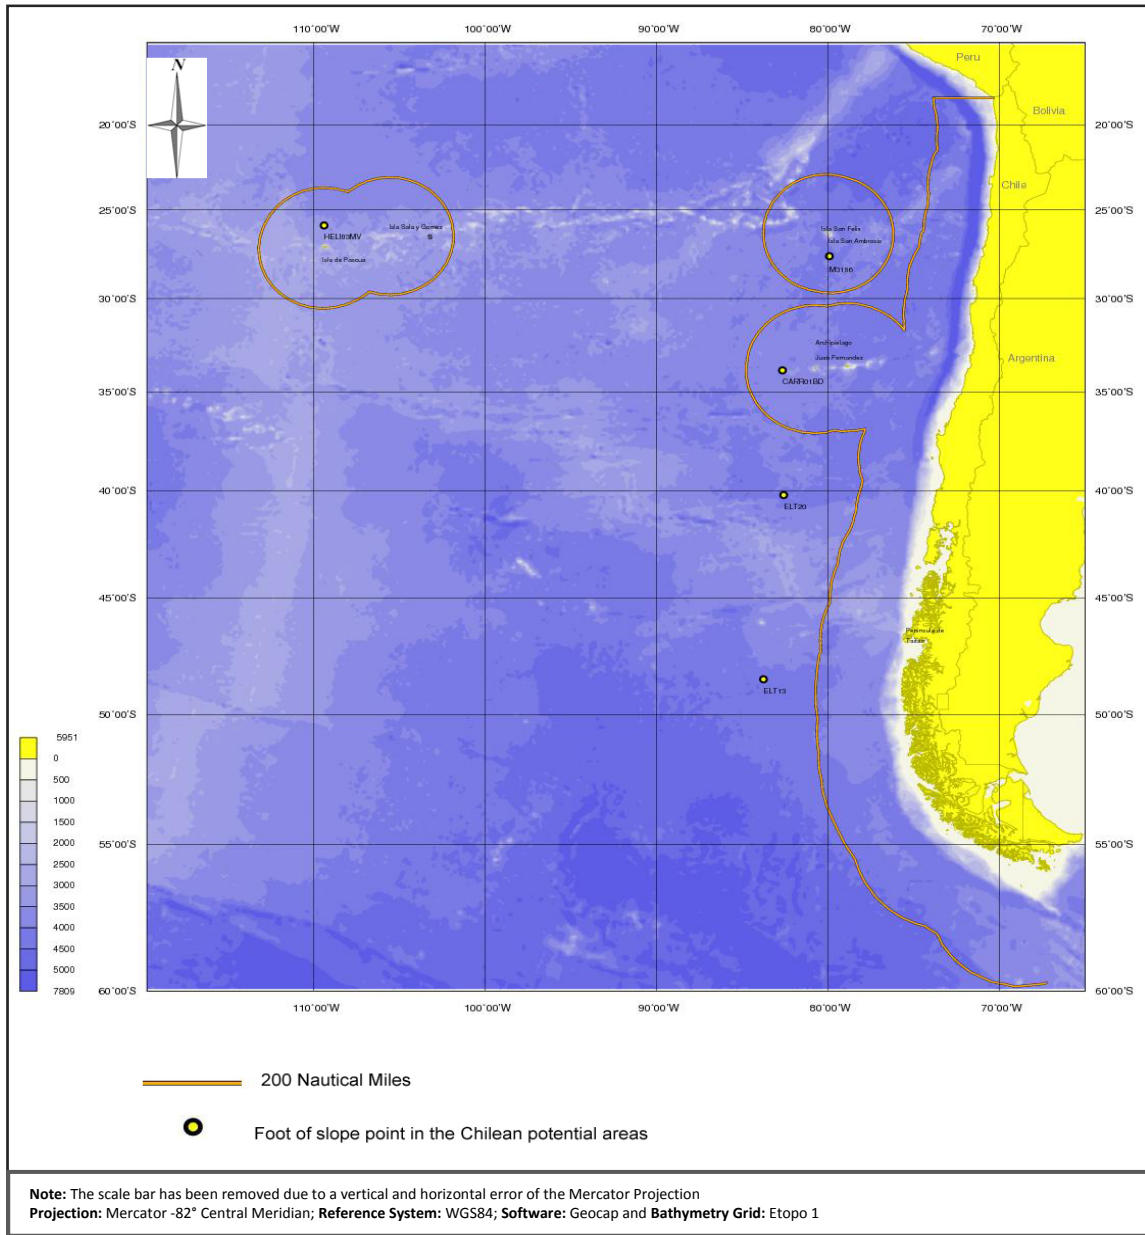 110°00'W 100°00'W 90°00'W 80°00'W 70°00'W
N
Peru
Bolivia
Chile
Argentina
20°00'S 20°00'S
25°00'S 25°00'S
30°00'S 30°00'S
35°00'S 35°00'S
40°00'S 40°00'S
45°00'S 45°00'S
50°00'S 50°00'S
55°00'S 55°00'S
60°00'S 60°00'S
HELI03MV
Isla Sala y Gomez
Isla de Pascua
Isla San Felix
Isla San Ambrosio
Archipielago
Juan Fernandez
CARR01BD
ELT20
Peninsula de
ELT13
5951
0
500
1000
1500
2000
2500
3000
3500
4000
4500
5000
7809
110°00'W 100°00'W 90°00'W 80°00'W 70°00'W
200 Nautical Miles
Foot of slope point in the Chilean potential areas
Note: The scale bar has been removed due to a vertical and horizontal error of the Mercator Projection
Projection: Mercator -82° Central Meridian; Reference System: WGS84; Software: Geocap and Bathymetry Grid: Etopo 1